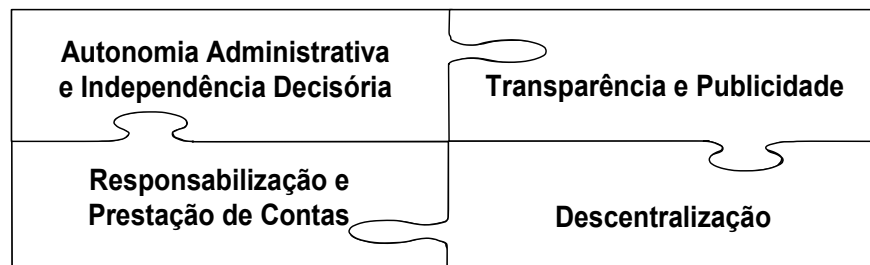 Autonomia Administrativa
e Independência Decisória
Transparência e Publicidade
Responsabilização e
Prestação de Contas
Descentralização